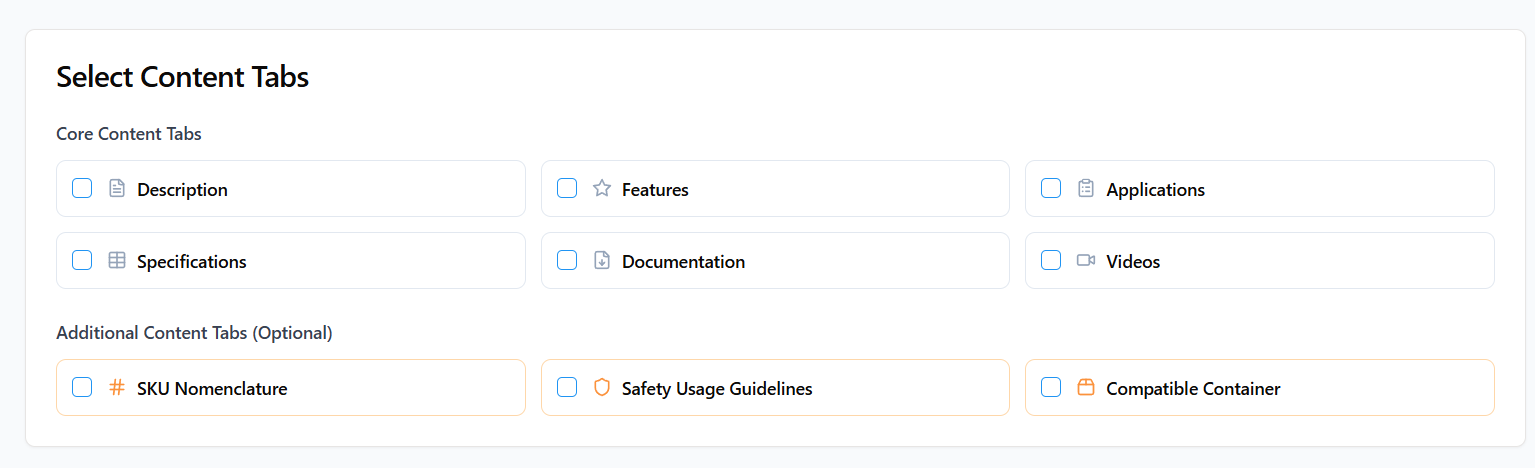 Select Content Tabs
Core Content Tabs
Description
Features
Applications
Specifications
Documentation
Videos
Additional Content Tabs (Optional)
SKU Nomenclature
Safety Usage Guidelines
Compatible Container